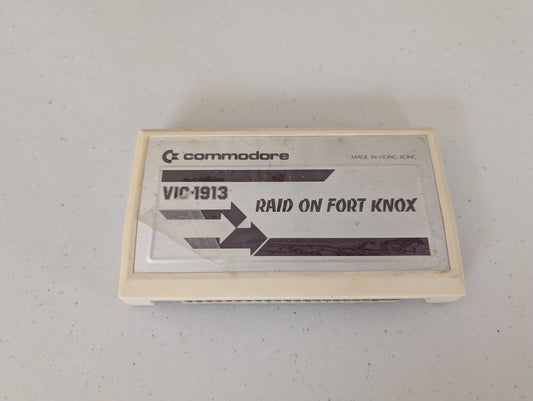 commodore
MADE IN HONG KONG
VIC-1913
RAID ON FORT KNOX